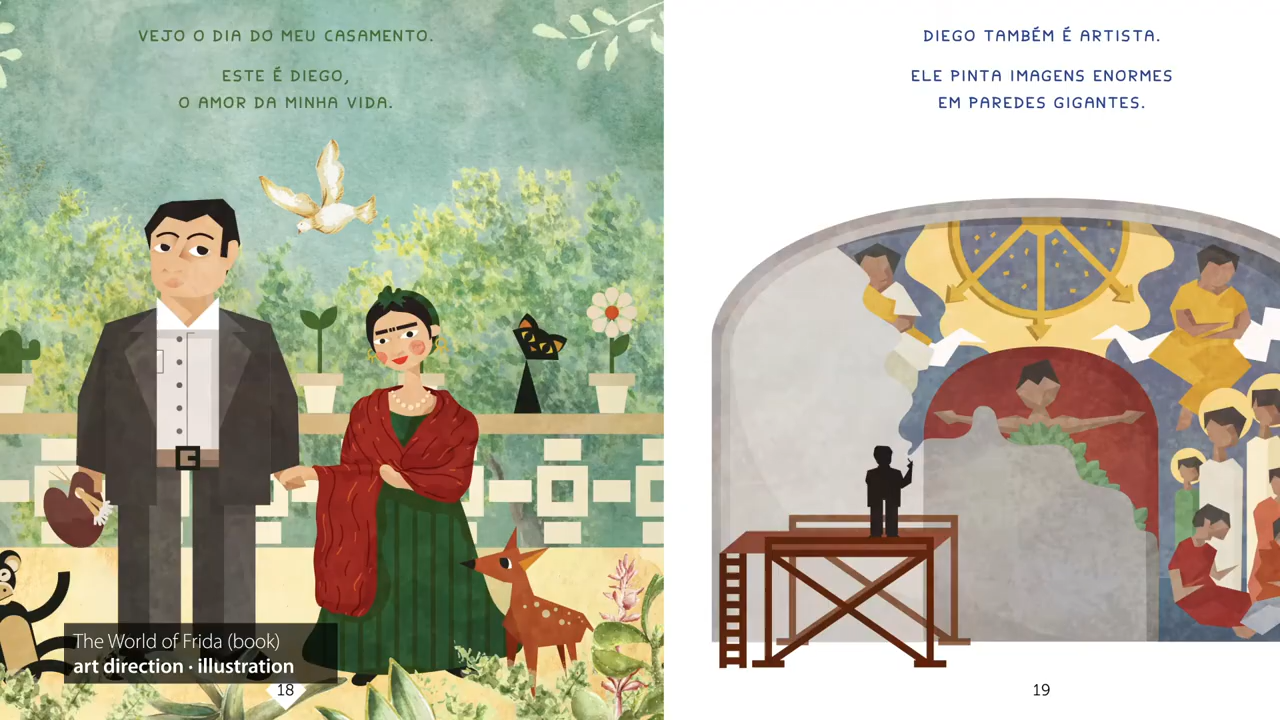 VEJO O DIA DO MEU CASAMENTO.
ESTE É DIEGO,
O AMOR DA MINHA VIDA.
The World of Frida (book)
art direction · illustration
18
DIEGO TAMBÉM É ARTISTA.
ELE PINTA IMAGENS ENORMES
EM PAREDES GIGANTES.
19